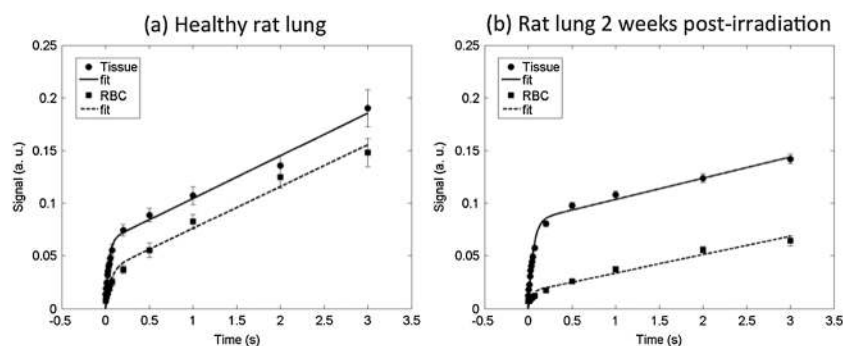 (a) Healthy rat lung
(b) Rat lung 2 weeks post-irradiation
0.25
0.2
0.15
0.1
0.05
0
Signal (a. u.)
Tissue
fit
RBC
fit
-0.5 0 0.5 1 1.5 2 2.5 3 3.5
Time (s)
0.25
0.2
0.15
0.1
0.05
0
Signal (a. u.)
Tissue
fit
RBC
fit
-0.5 0 0.5 1 1.5 2 2.5 3 3.5
Time (s)